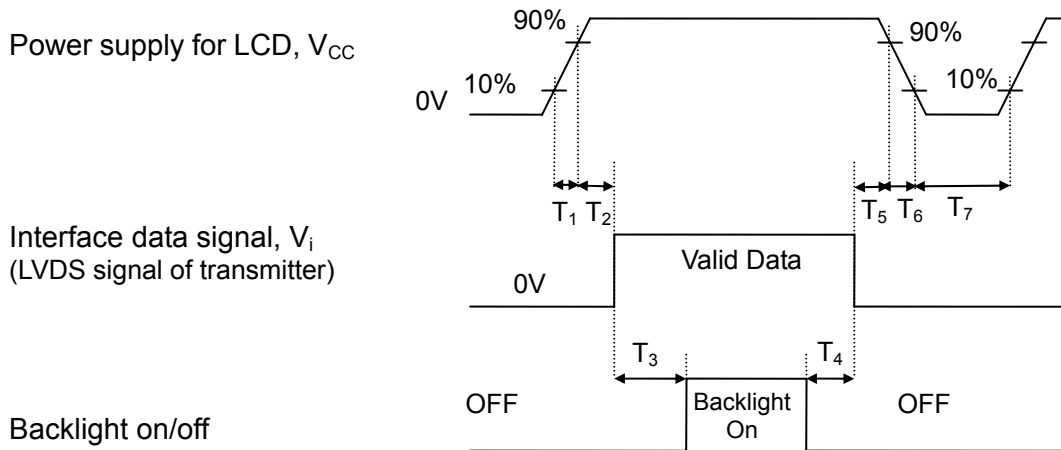 Power supply for LCD, VCC
90%
10%
0V
90%
10%
T1 T2
T5 T6 T7
Interface data signal, Vi
(LVDS signal of transmitter)
Valid Data
0V
T3
T4
OFF
Backlight
On
OFF
Backlight on/off